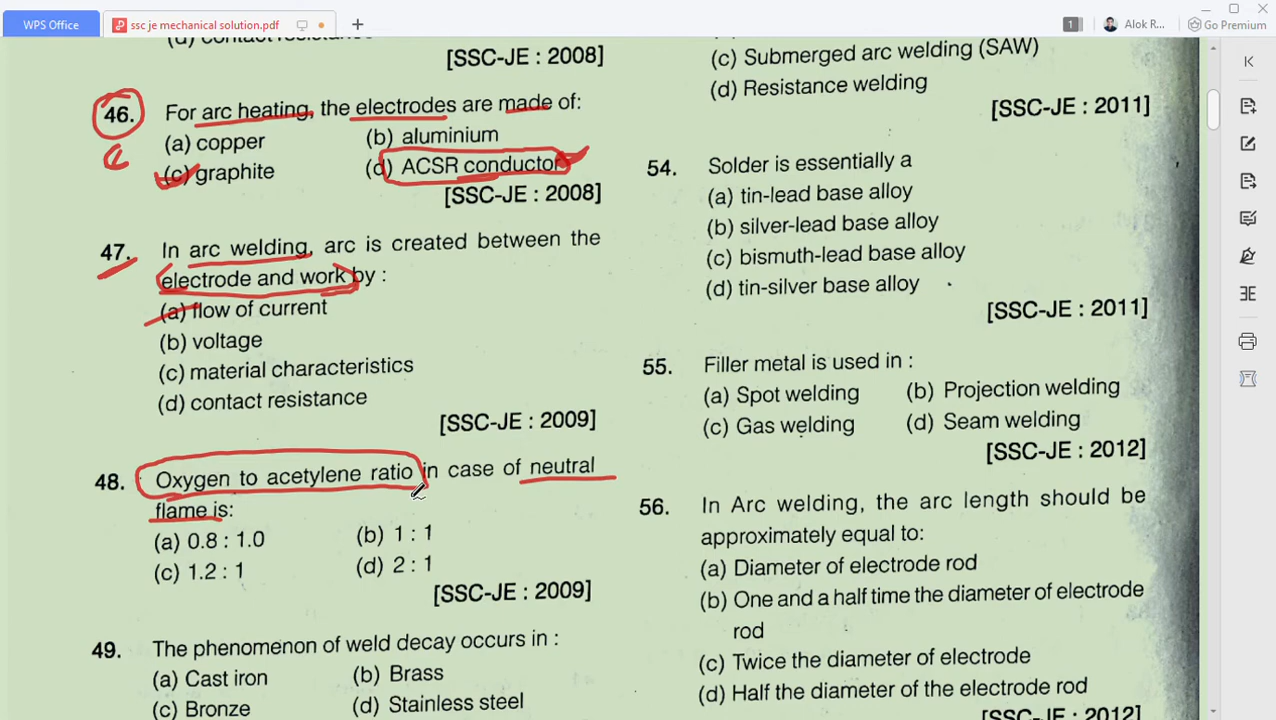 WPS Office
ssc je mechanical solution.pdf
1
Alok R...
Go Premium
(d) contact resistance
[SSC-JE : 2008]
46. For arc heating, the electrodes are made of:
(a) copper (b) aluminium
(c) graphite (d) ACSR conductor
[SSC-JE : 2008]
47. In arc welding, arc is created between the
electrode and work by :
(a) flow of current
(b) voltage
(c) material characteristics
(d) contact resistance
[SSC-JE : 2009]
48. Oxygen to acetylene ratio in case of neutral
flame is:
(a) 0.8 : 1.0 (b) 1 : 1
(c) 1.2 : 1 (d) 2 : 1
[SSC-JE : 2009]
49. The phenomenon of weld decay occurs in :
(a) Cast iron (b) Brass
(c) Bronze (d) Stainless steel
(c) Submerged arc welding (SAW)
(d) Resistance welding
[SSC-JE : 2011]
54. Solder is essentially a
(a) tin-lead base alloy
(b) silver-lead base alloy
(c) bismuth-lead base alloy
(d) tin-silver base alloy
[SSC-JE : 2011]
55. Filler metal is used in :
(a) Spot welding (b) Projection welding
(c) Gas welding (d) Seam welding
[SSC-JE : 2012]
56. In Arc welding, the arc length should be
approximately equal to:
(a) Diameter of electrode rod
(b) One and a half time the diameter of electrode
rod
(c) Twice the diameter of electrode
(d) Half the diameter of the electrode rod
[SSC-JE : 2012]